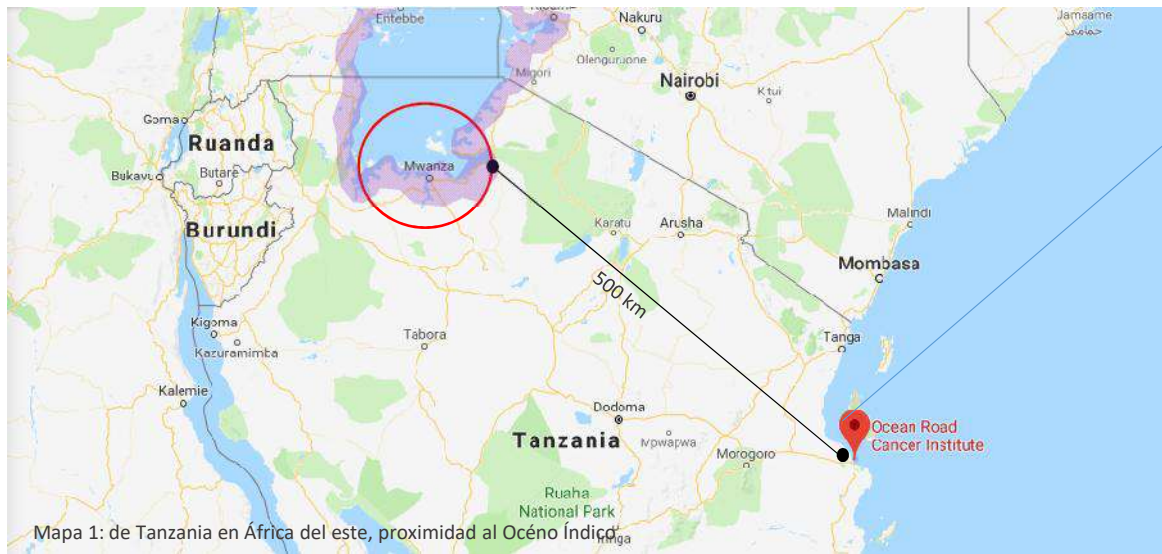 Entebbe
Nakuru
Jamaame
حمامي
Olenguruone
Migori
Nairobi
Kitui
Goma
Ruanda
Butare
Bukavu
Mwanza
Burundi
Karatu
Arusha
Malindi
Mombasa
500 km
Kigoma
Kazuramimba
Tabora
Tanga
Kalemie
Dodoma
Tanzania
Morogoro
Ocean Road
Cancer Institute
Ruaha
National Park
Mapa 1: de Tanzania en África del este, proximidad al Océno Índico